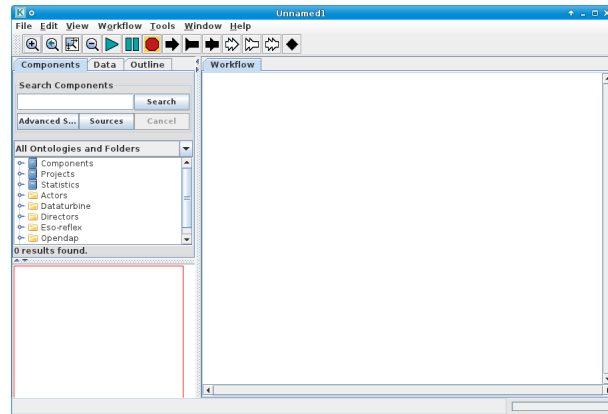 Unnamed1
File Edit View Workflow Tools Window Help
Components Data Outline
Workflow
Search Components
Search
Advanced S... Sources Cancel
All Ontologies and Folders
Components
Projects
Statistics
Actors
Dataturbine
Directors
Eso-reflex
Opendap
0 results found.